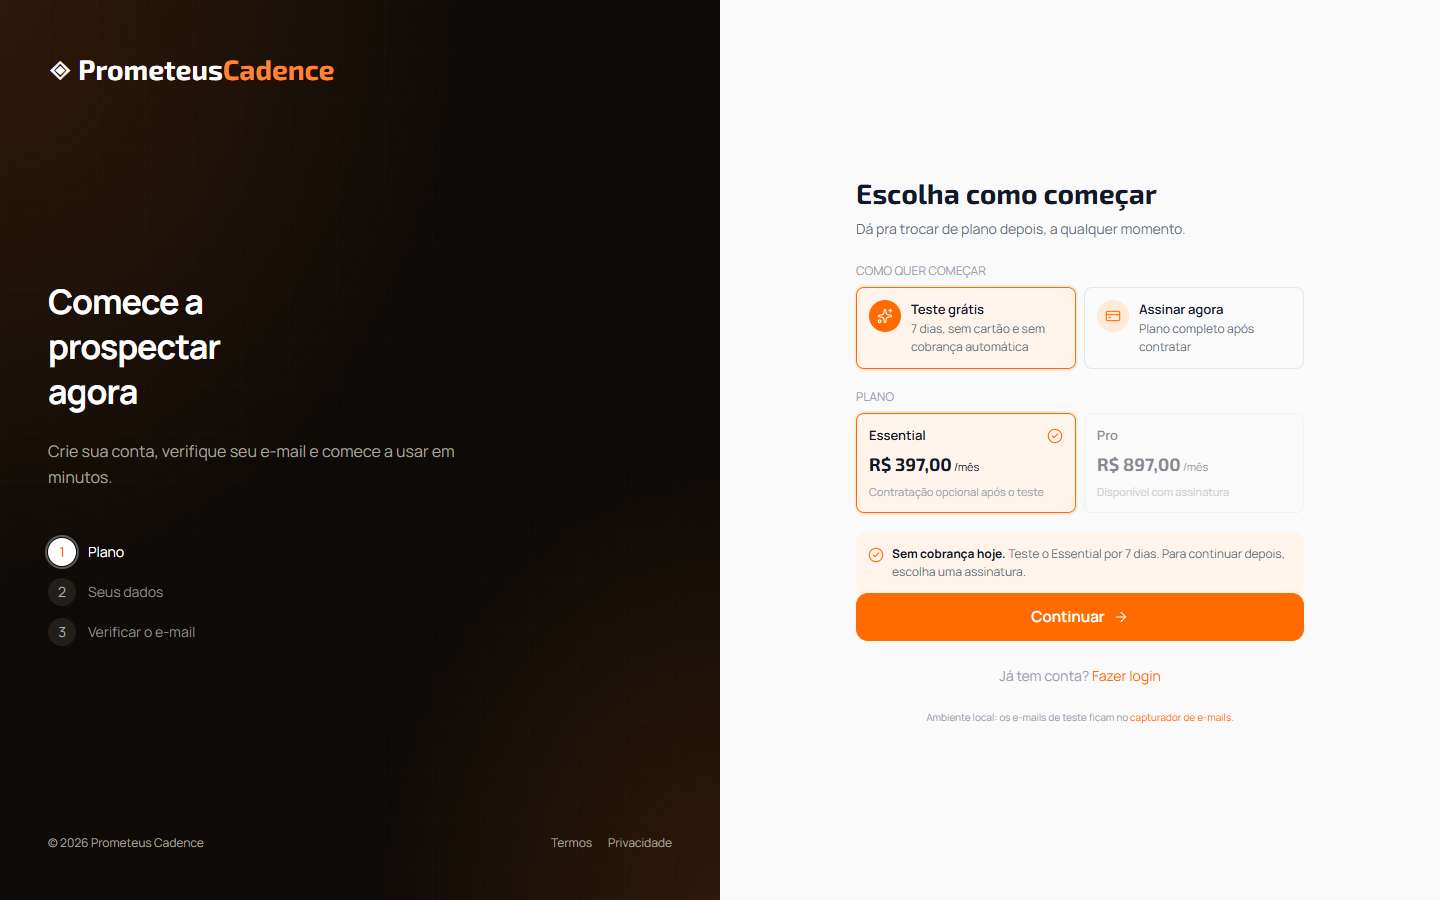 PrometeusCadence
Comece a
prospectar
agora
Crie sua conta, verifique seu e-mail e comece a usar em
minutos.
1 Plano
2 Seus dados
3 Verificar o e-mail
© 2026 Prometeus Cadence
Termos Privacidade
Escolha como começar
Dá pra trocar de plano depois, a qualquer momento.
COMO QUER COMEÇAR
Teste grátis
7 dias, sem cartão e sem
cobrança automática
Assinar agora
Plano completo após
contratar
PLANO
Essential
R$ 397,00 /mês
Contratação opcional após o teste
Pro
R$ 897,00 /mês
Disponível com assinatura
Sem cobrança hoje. Teste o Essential por 7 dias. Para continuar depois,
escolha uma assinatura.
Continuar
Já tem conta? Fazer login
Ambiente local: os e-mails de teste ficam no capturador de e-mails.